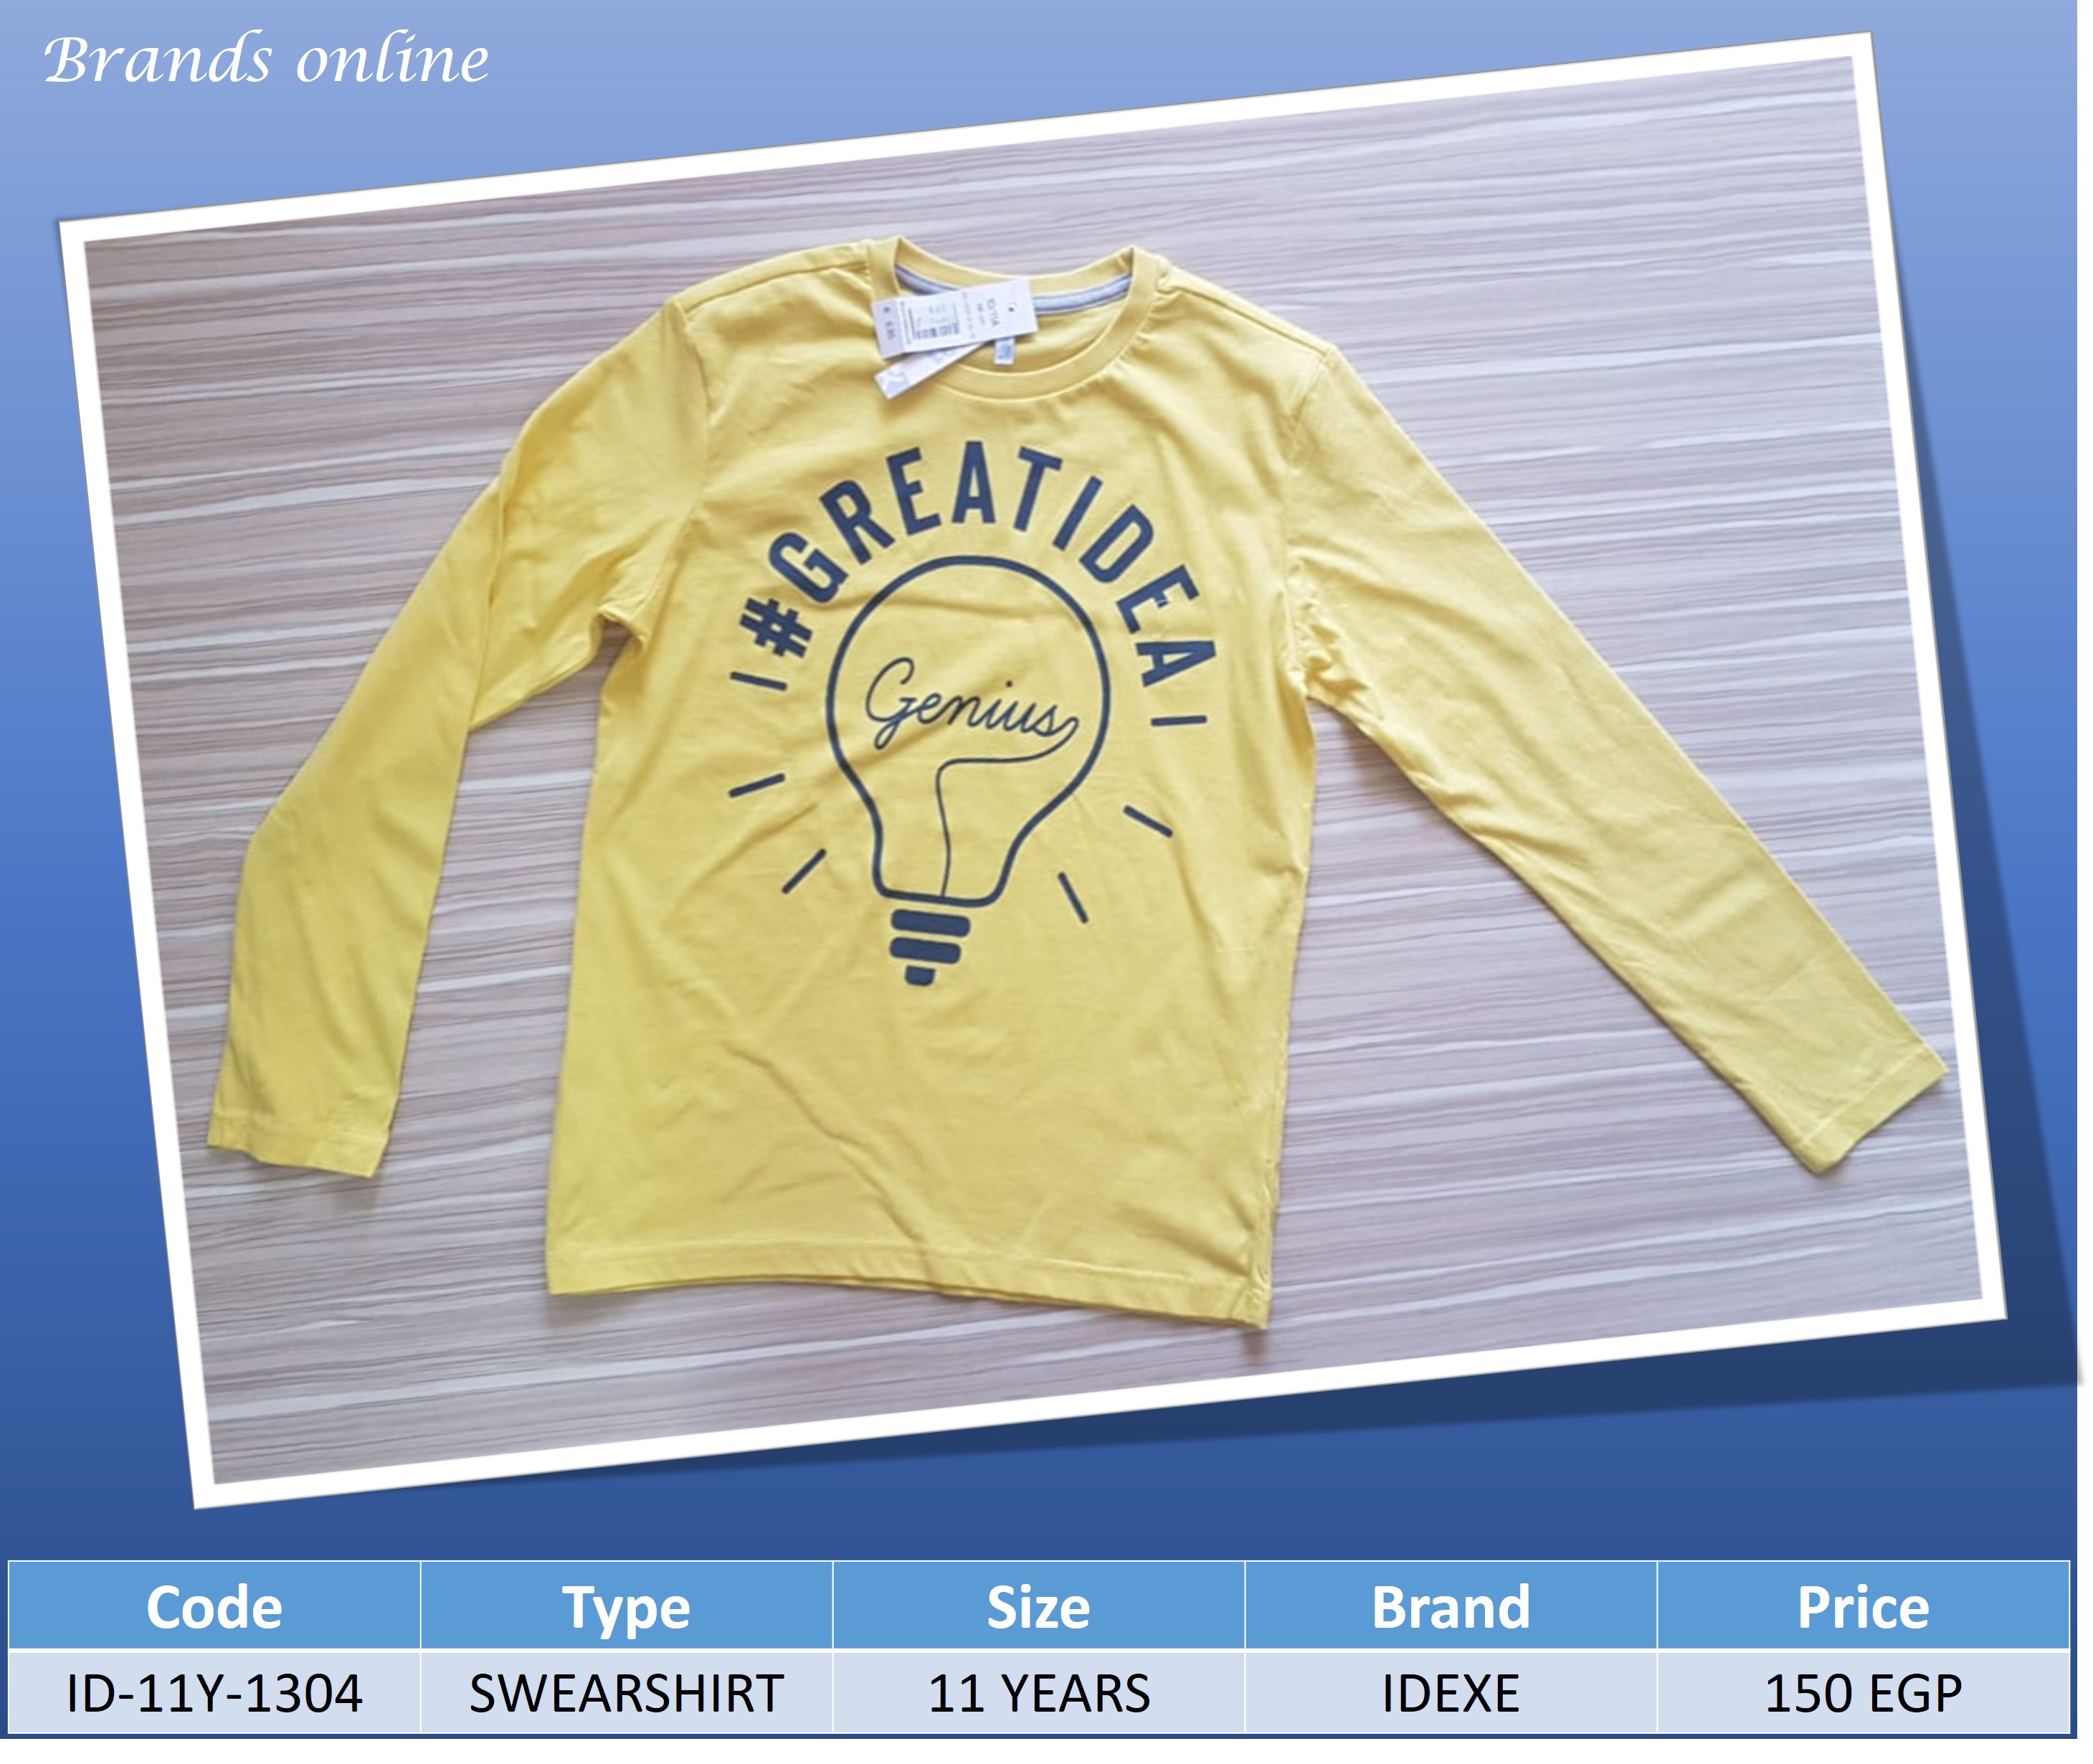 Brands online
#GREATIDEA
Genius
Code Type Size Brand Price
ID-11Y-1304 SWEARSHIRT 11 YEARS IDEXE 150 EGP